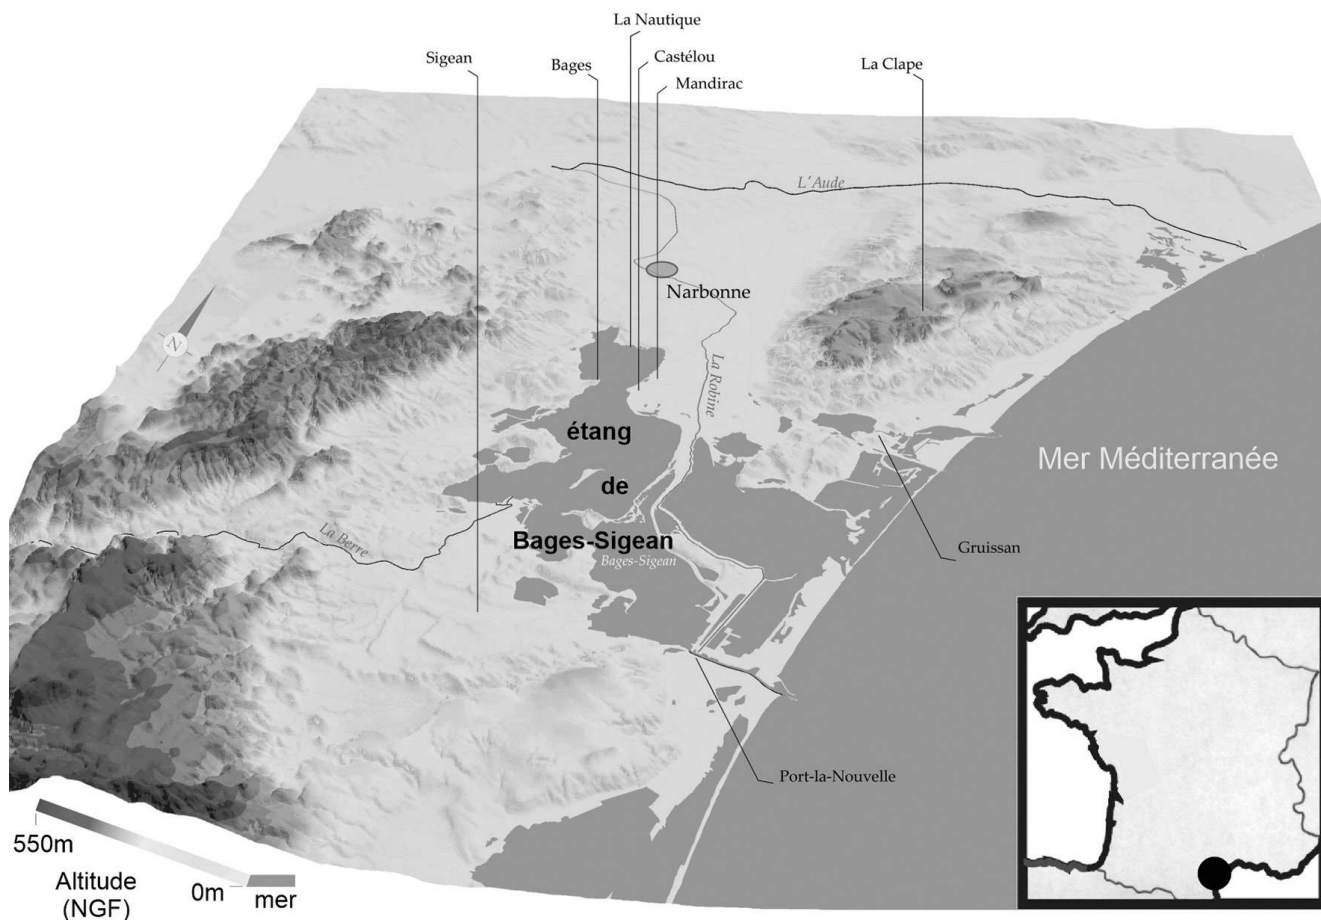 La Nautique
Sigean
Bages
Castélou
La Clape
Mandirac
L'Aude
Narbonne
La Robine
étang
de
Bages-Sigean
Bages-Sigean
Mer Méditerranée
N
La Berre
Gruissan
Port-la-Nouvelle
550m
0m
mer
Altitude
(NGF)